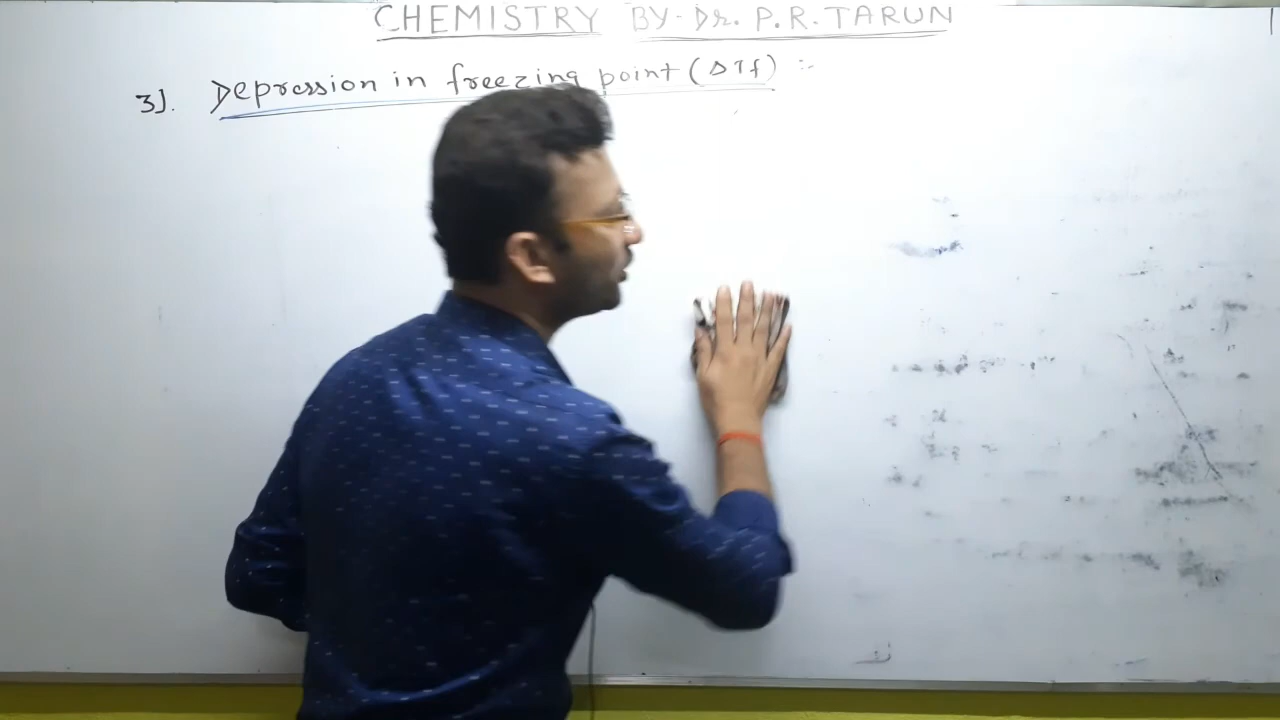 CHEMISTRY BY- Dr. P.R. TARUN
3]. Depression in freezing point (ΔTf) :-